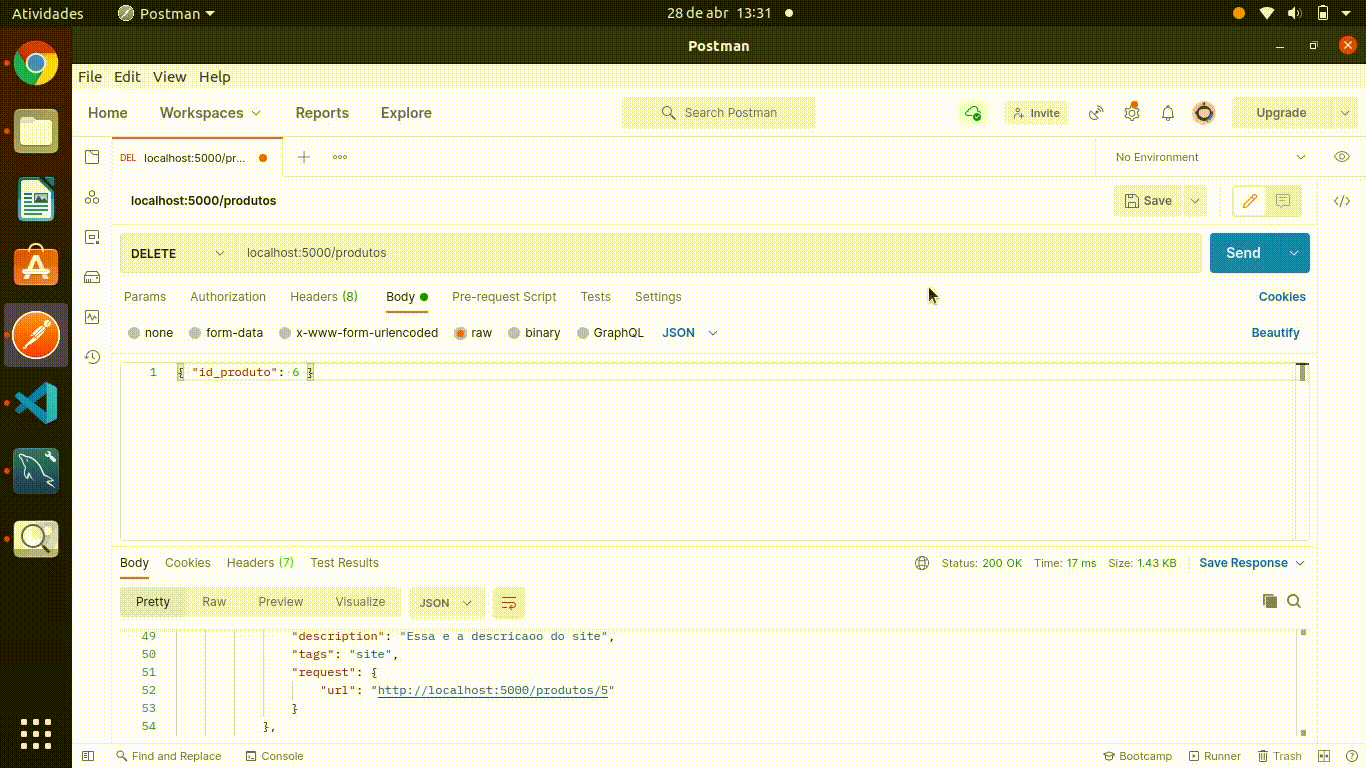 Atividades Postman 28 de abr 13:31
Postman
File Edit View Help
Home Workspaces Reports Explore Search Postman Invite Upgrade
DEL localhost:5000/pr... No Environment
localhost:5000/produtos Save
DELETE localhost:5000/produtos Send
Params Authorization Headers (8) Body Pre-request Script Tests Settings Cookies
none form-data x-www-form-urlencoded raw binary GraphQL JSON Beautify
1 { "id_produto": 6 }
Body Cookies Headers (7) Test Results Status: 200 OK Time: 17 ms Size: 1.43 KB Save Response
Pretty Raw Preview Visualize JSON
49 "description": "Essa e a descricaoo do site",
50 "tags": "site",
51 "request": {
52 "url": "http://localhost:5000/produtos/5"
53 }
54 },
Find and Replace Console Bootcamp Runner Trash